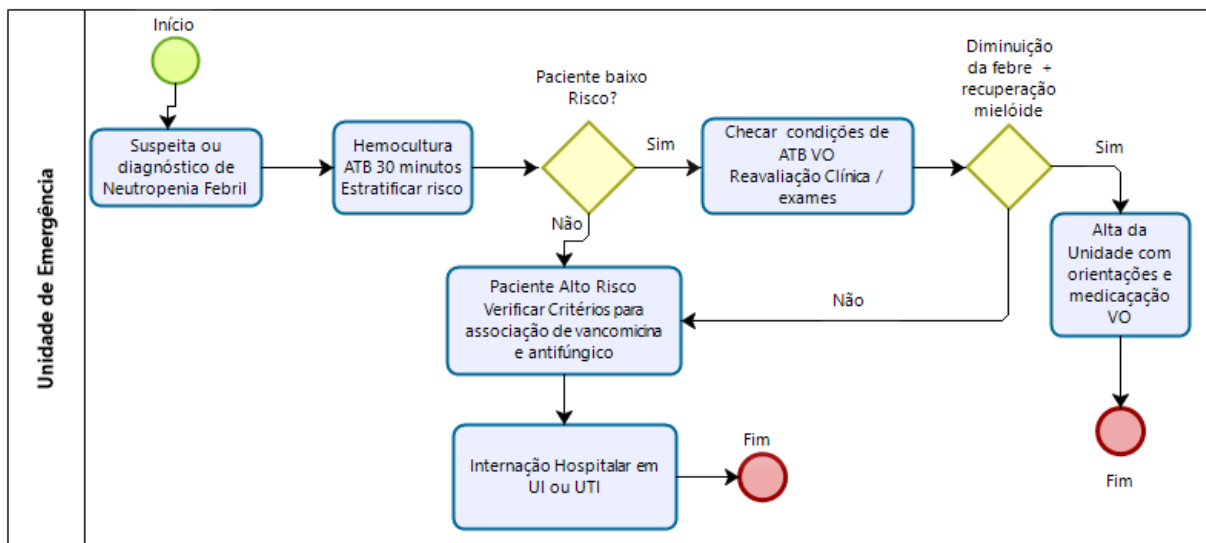 Unidade de Emergência
Início
Suspeita ou
diagnóstico de
Neutropenia Febril
Hemocultura
ATB 30 minutos
Estratificar risco
Paciente baixo
Risco?
Sim
Não
Checar condições de
ATB VO
Reavaliação Clínica /
exames
Diminuição
da febre +
recuperação
mielóide
Sim
Não
Alta da
Unidade com
orientações e
medicaçação
VO
Fim
Paciente Alto Risco
Verificar Critérios para
associação de vancomicina
e antifúngico
Internação Hospitalar em
UI ou UTI
Fim